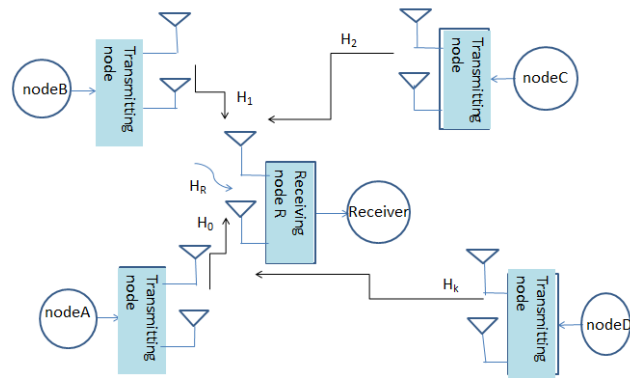 nodeB
Transmitting
node
H1
H2
Transmitting
node
nodeC
HR
Receiving
node R
Receiver
H0
nodeA
Transmitting
node
Hk
Transmitting
node
nodeD